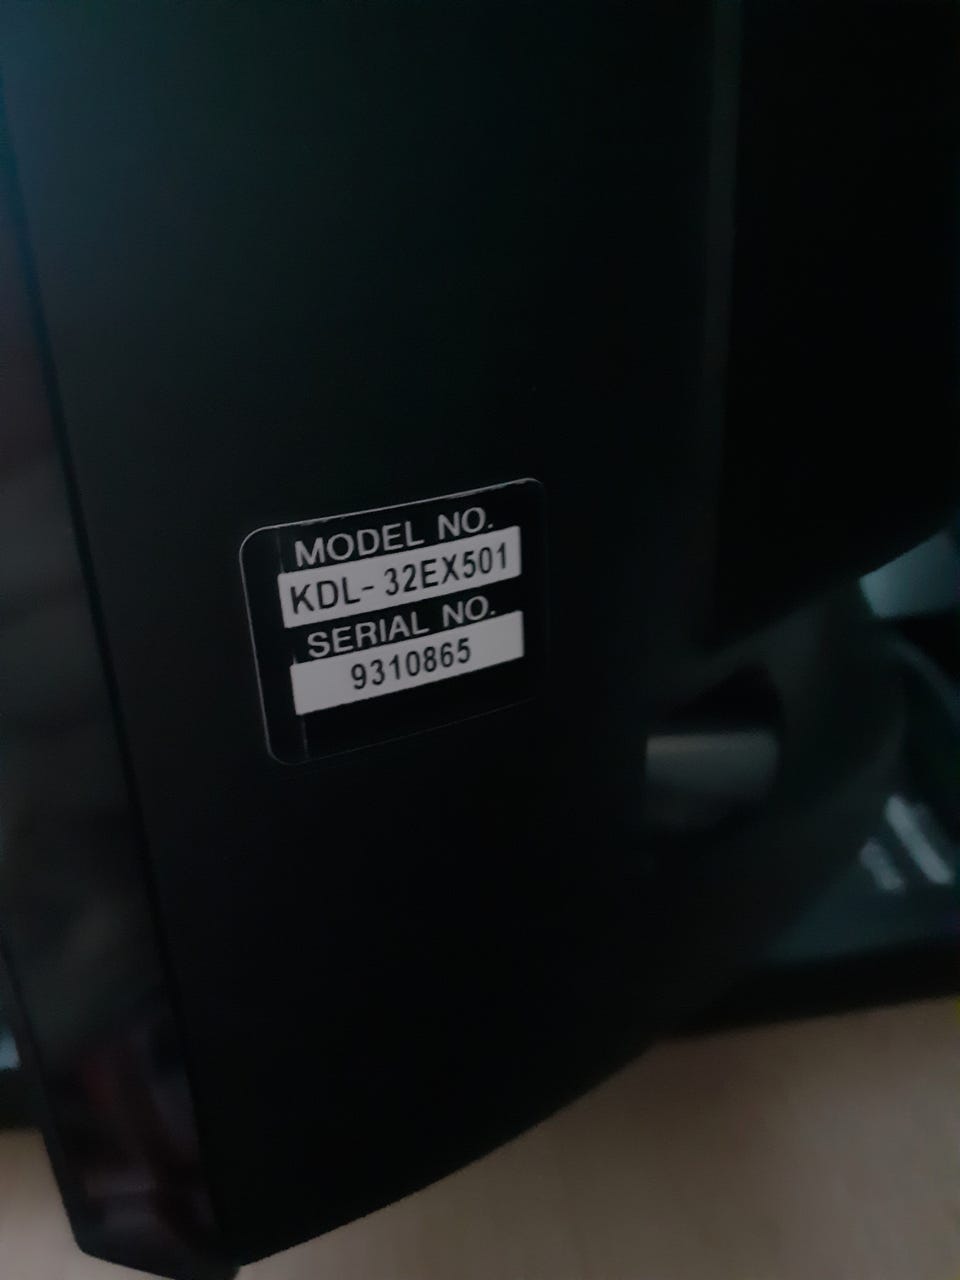 MODEL NO.
KDL-32EX501
SERIAL NO.
9310865